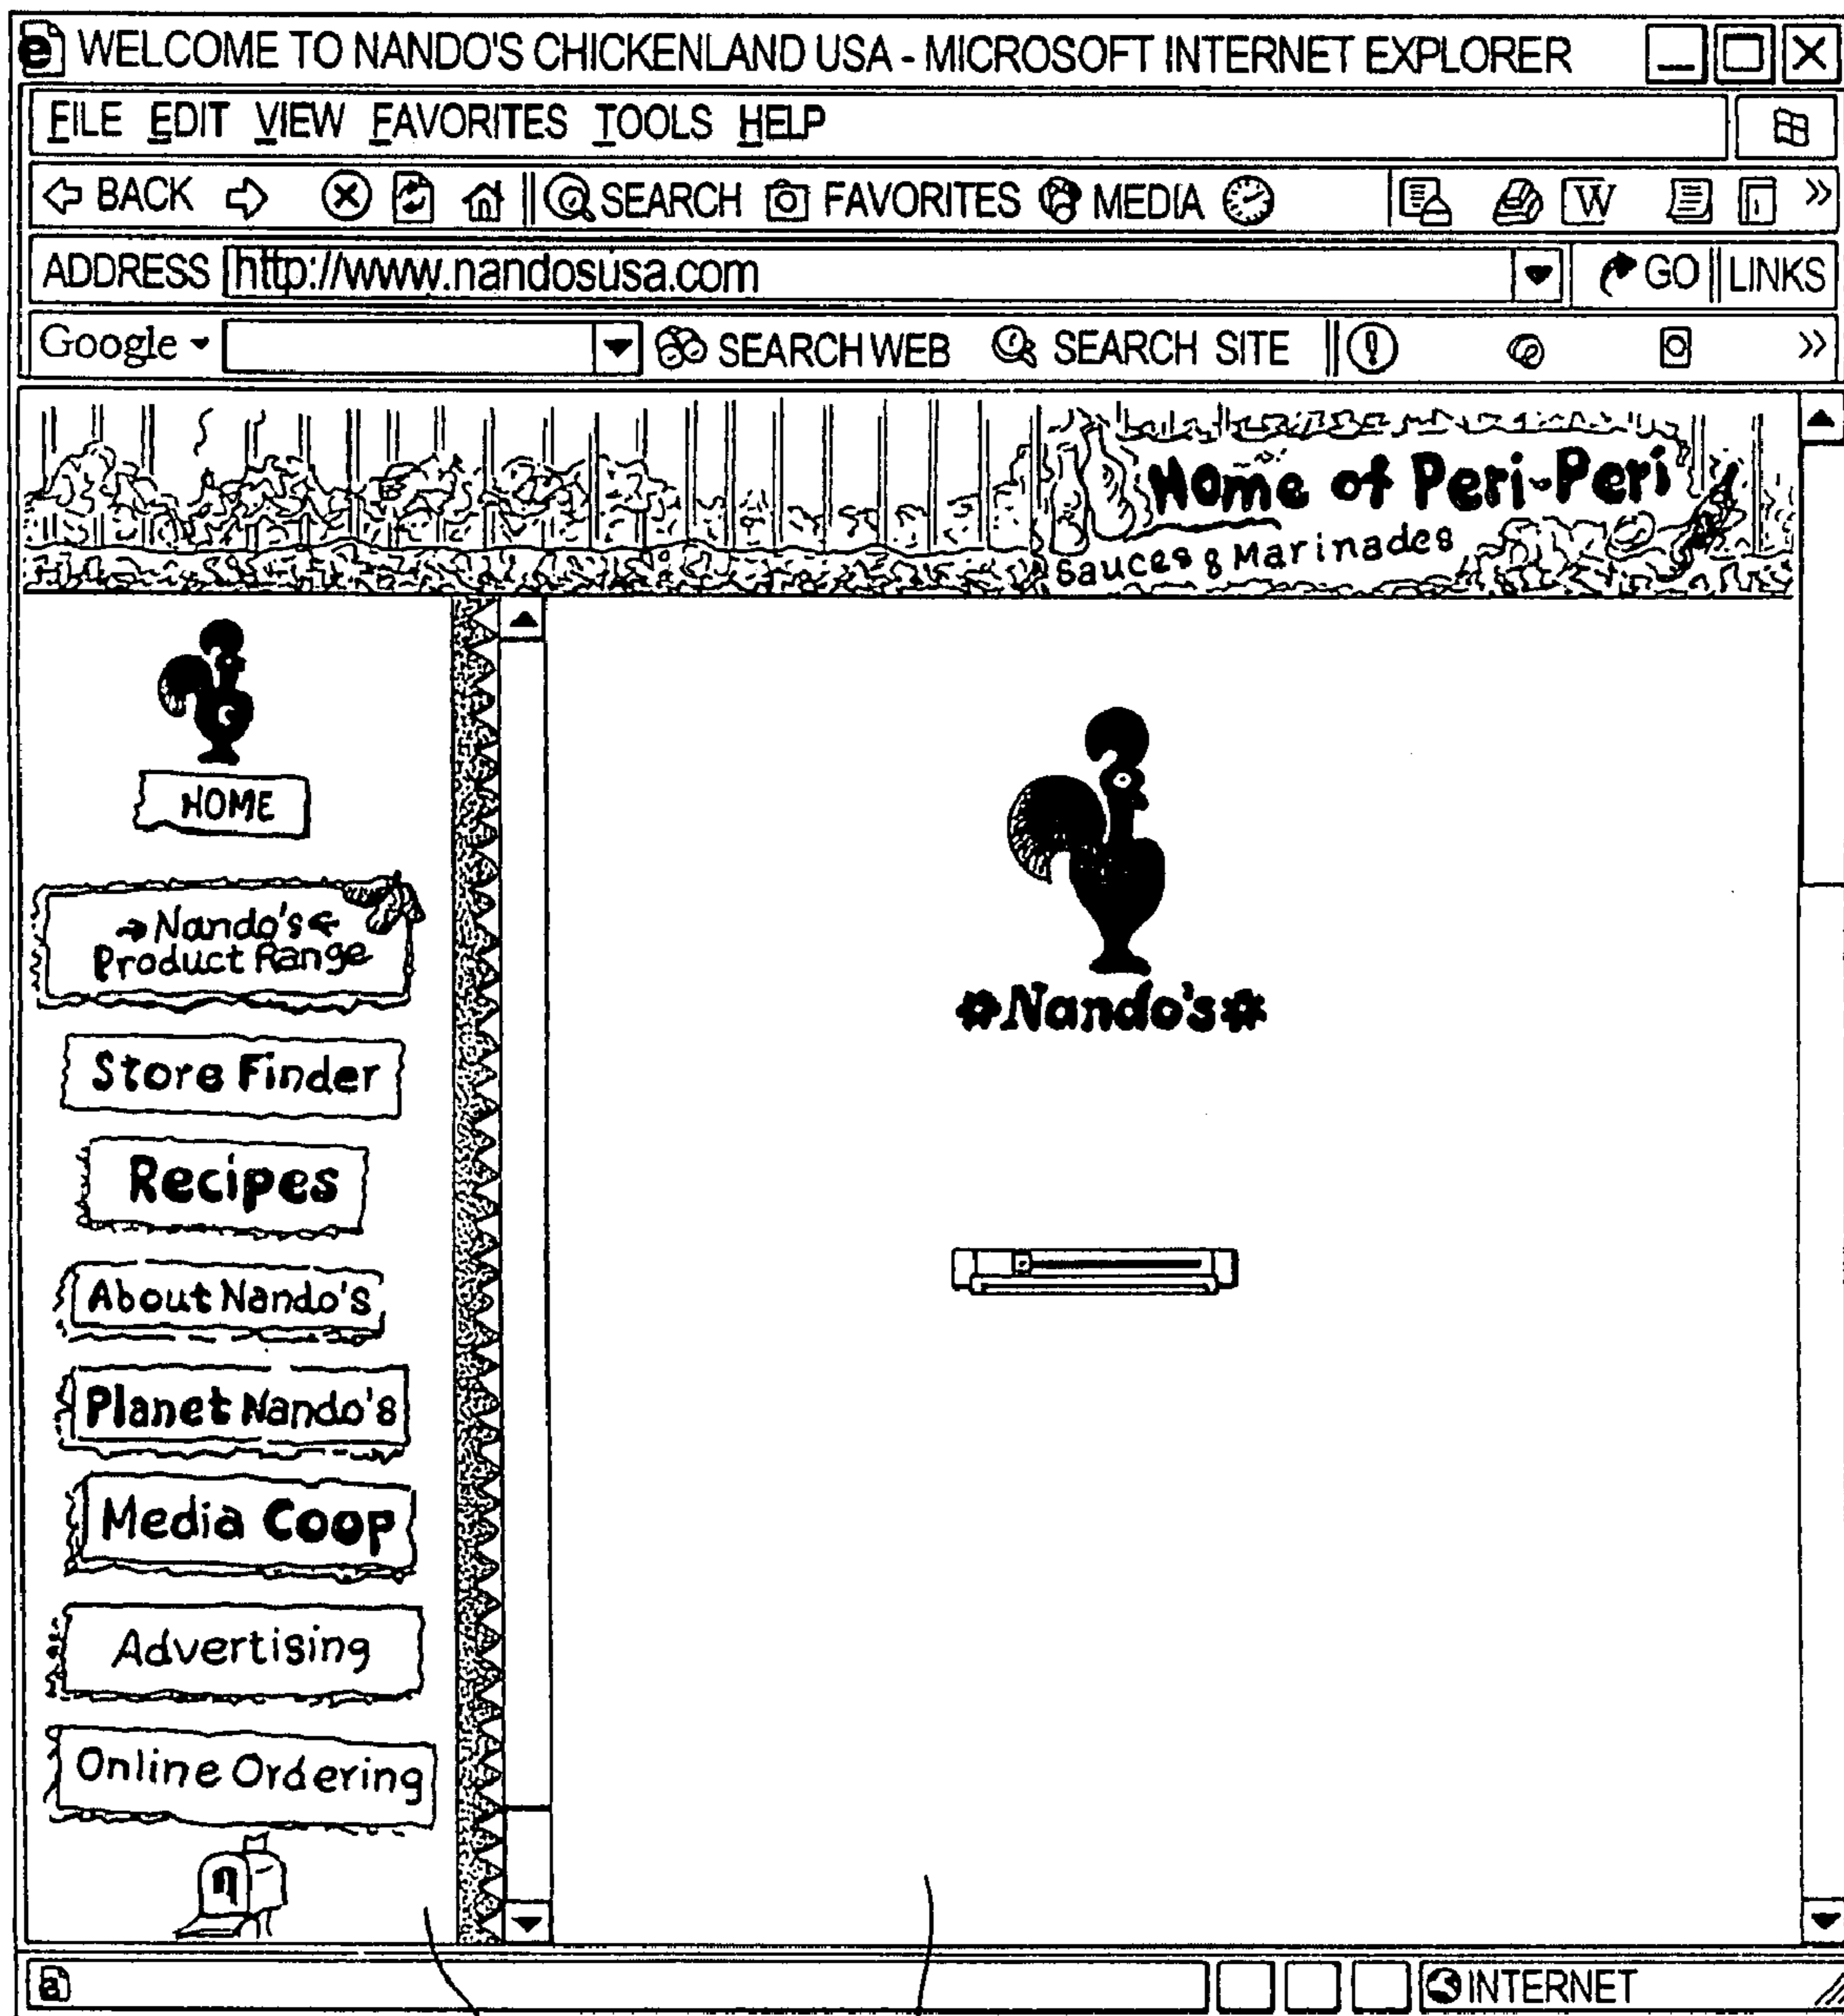 WELCOME TO NANDO'S CHICKENLAND USA - MICROSOFT INTERNET EXPLORER
FILE EDIT VIEW FAVORITES TOOLS HELP
BACK SEARCH FAVORITES MEDIA W
ADDRESS http://www.nandosusa.com GO LINKS
Google SEARCH WEB SEARCH SITE
Home of Peri-Peri
Sauces & Marinades
HOME
Nando's
Product Range
Store Finder
Recipes
About Nando's
Planet Nando's
Media Coop
Advertising
Online Ordering
Nando's
INTERNET